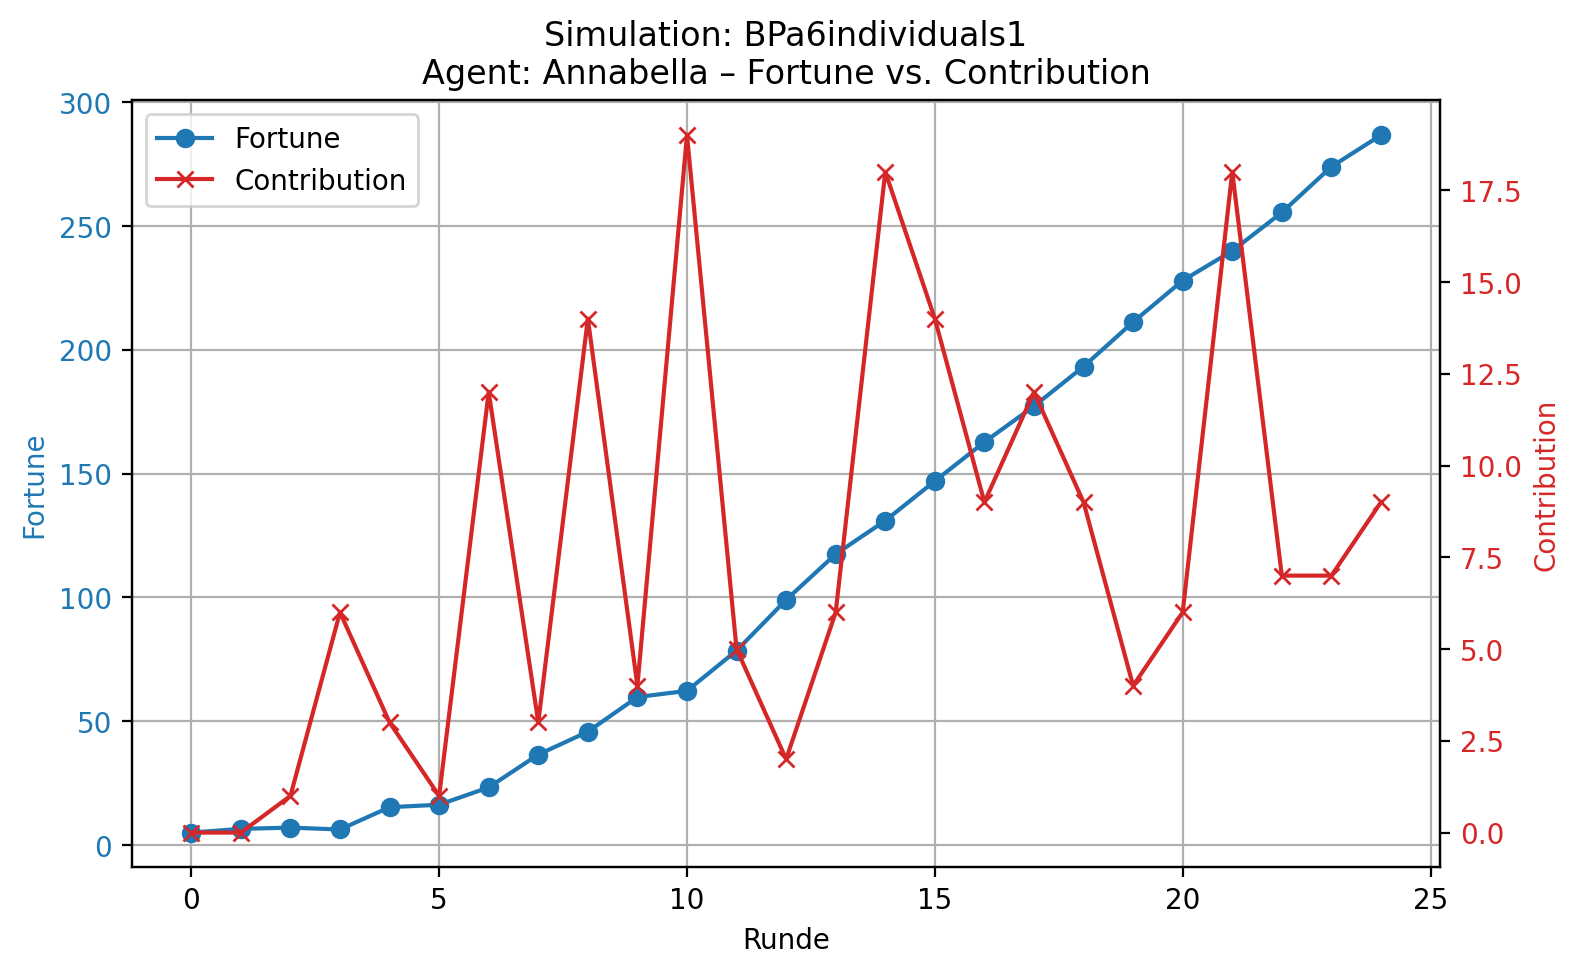 Simulation: BPa6individuals1
Agent: Annabella – Fortune vs. Contribution
Fortune
Contribution
300
250
200
150
100
50
0
Fortune
17.5
15.0
12.5
10.0
7.5
5.0
2.5
0.0
Contribution
0 5 10 15 20 25
Runde